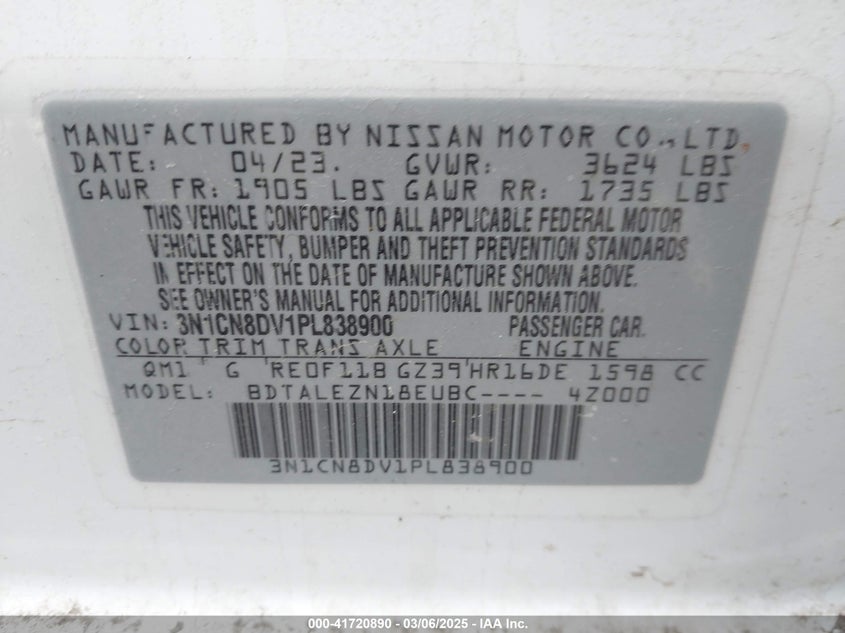 MANUFACTURED BY NISSAN MOTOR CO., LTD.
DATE: 04/23. GVWR: 3624 LBS
GAWR FR: 1905 LBS GAWR RR: 1735 LBS
THIS VEHICLE CONFORMS TO ALL APPLICABLE FEDERAL MOTOR
VEHICLE SAFETY, BUMPER AND THEFT PREVENTION STANDARDS
IN EFFECT ON THE DATE OF MANUFACTURE SHOWN ABOVE.
SEE OWNER'S MANUAL FOR ADDITIONAL INFORMATION.
VIN: 3N1CN8DV1PL838900 PASSENGER CAR.
COLOR TRIM TRANS AXLE ENGINE
QM1 G RE0F11B GZ39 HR16DE 1598 CC
MODEL: BDTALEZN18EUBC---- 4Z000
3N1CN8DV1PL838900
000-41720890 - 03/06/2025 - IAA, Inc.